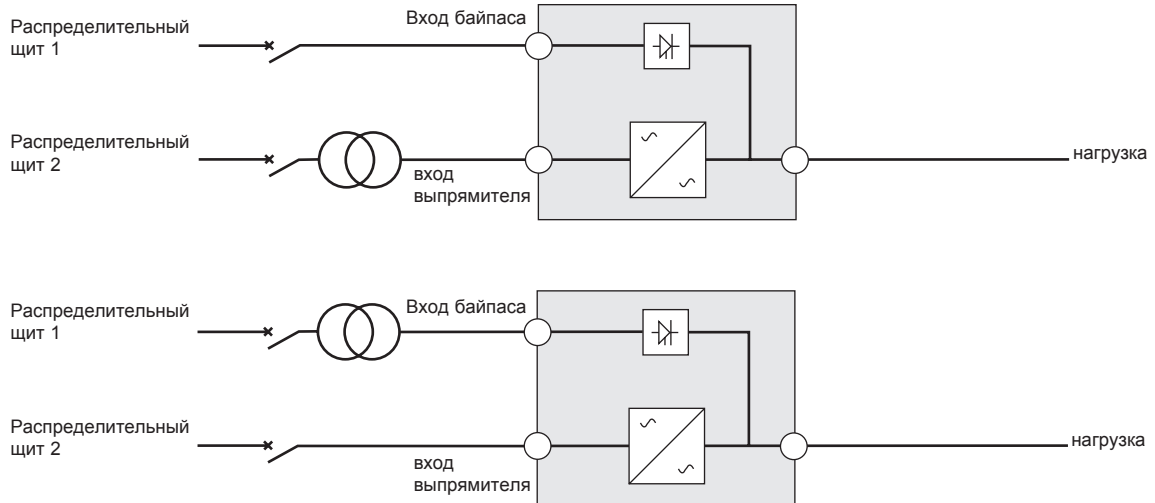 Распределительный
щит 1
Вход байпаса
Распределительный
щит 2
вход
выпрямителя
нагрузка
Распределительный
щит 1
Вход байпаса
Распределительный
щит 2
вход
выпрямителя
нагрузка